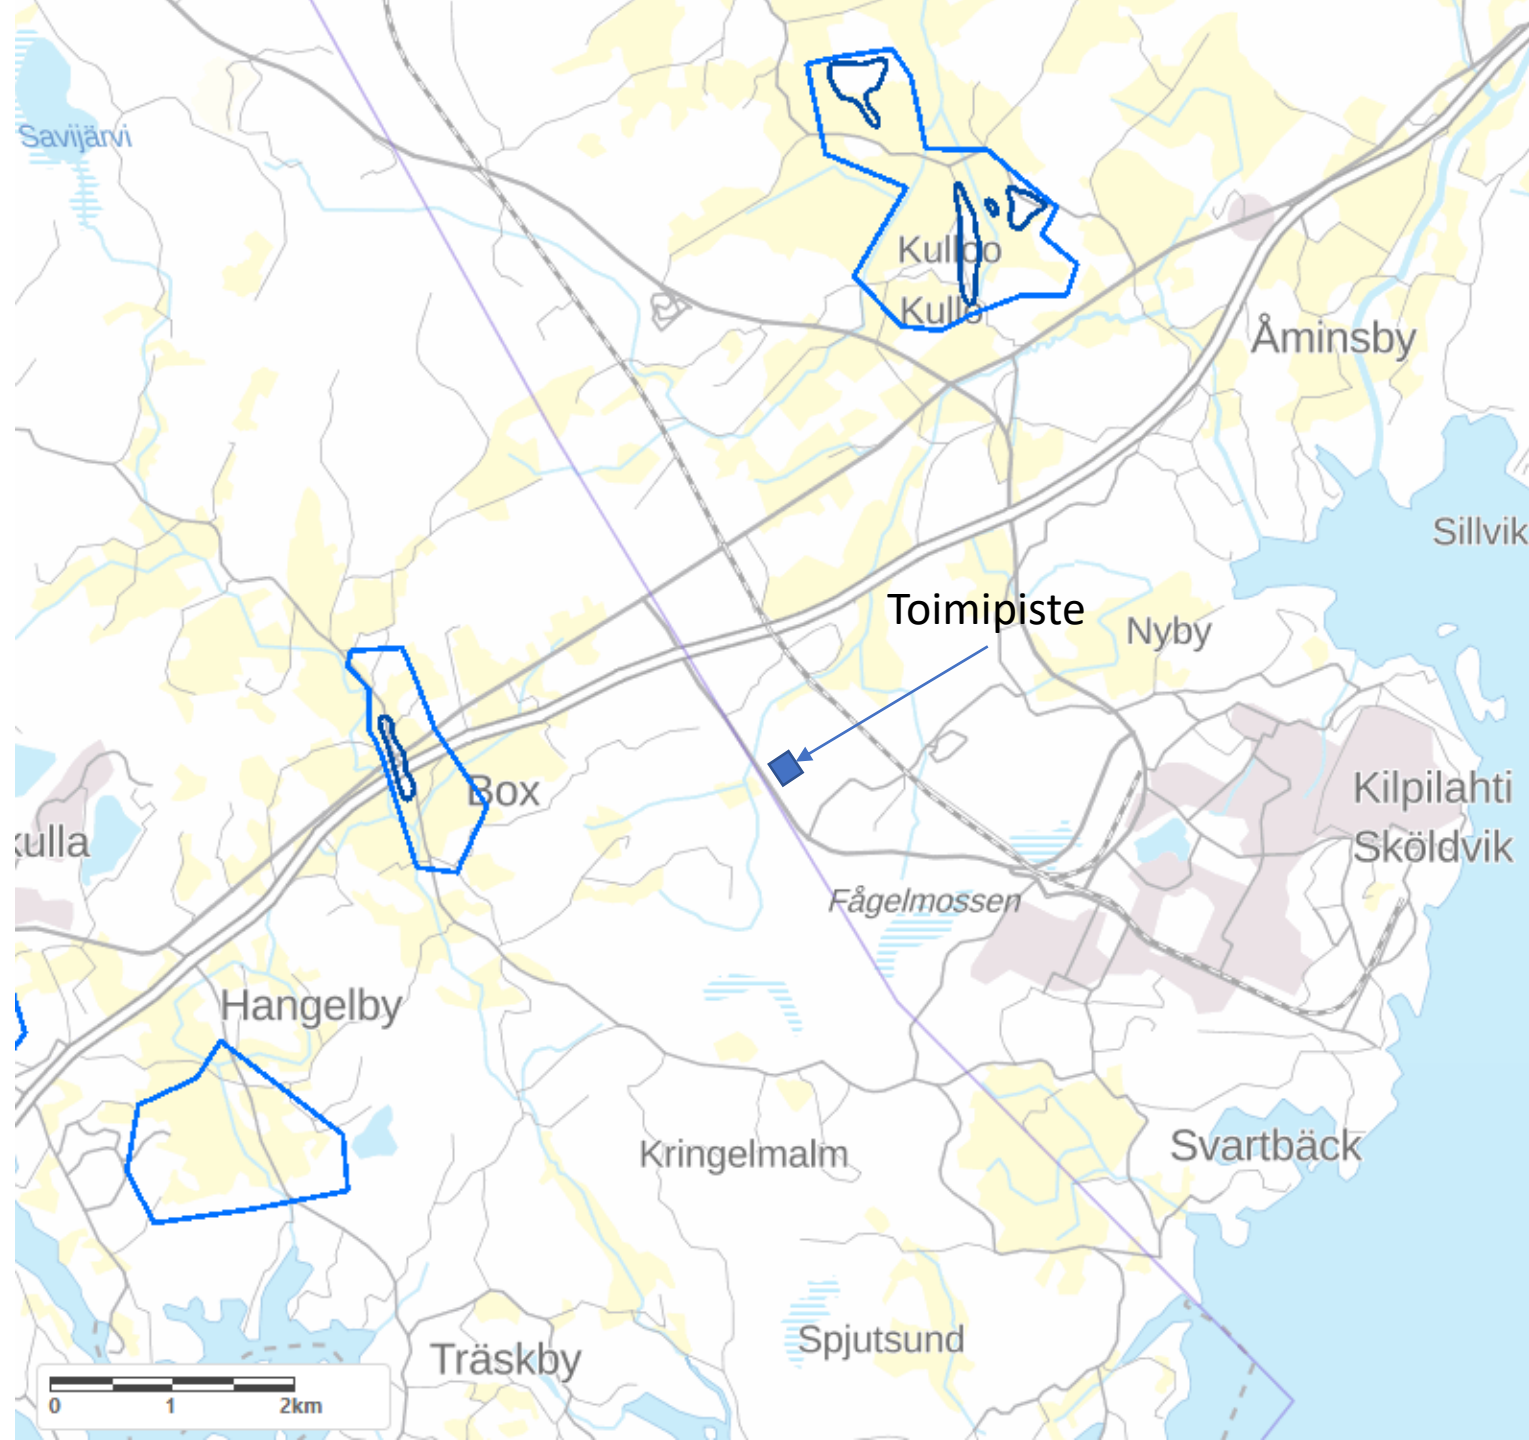 Savijärvi
Kulloo
Kullo
Åminsby
Sillvik
Toimipiste
Nyby
Box
Kilpilahti
Sköldvik
kulla
Fågelmossen
Hangelby
Kringelmalm
Svartbäck
Spjutsund
Träskby
0 1 2km